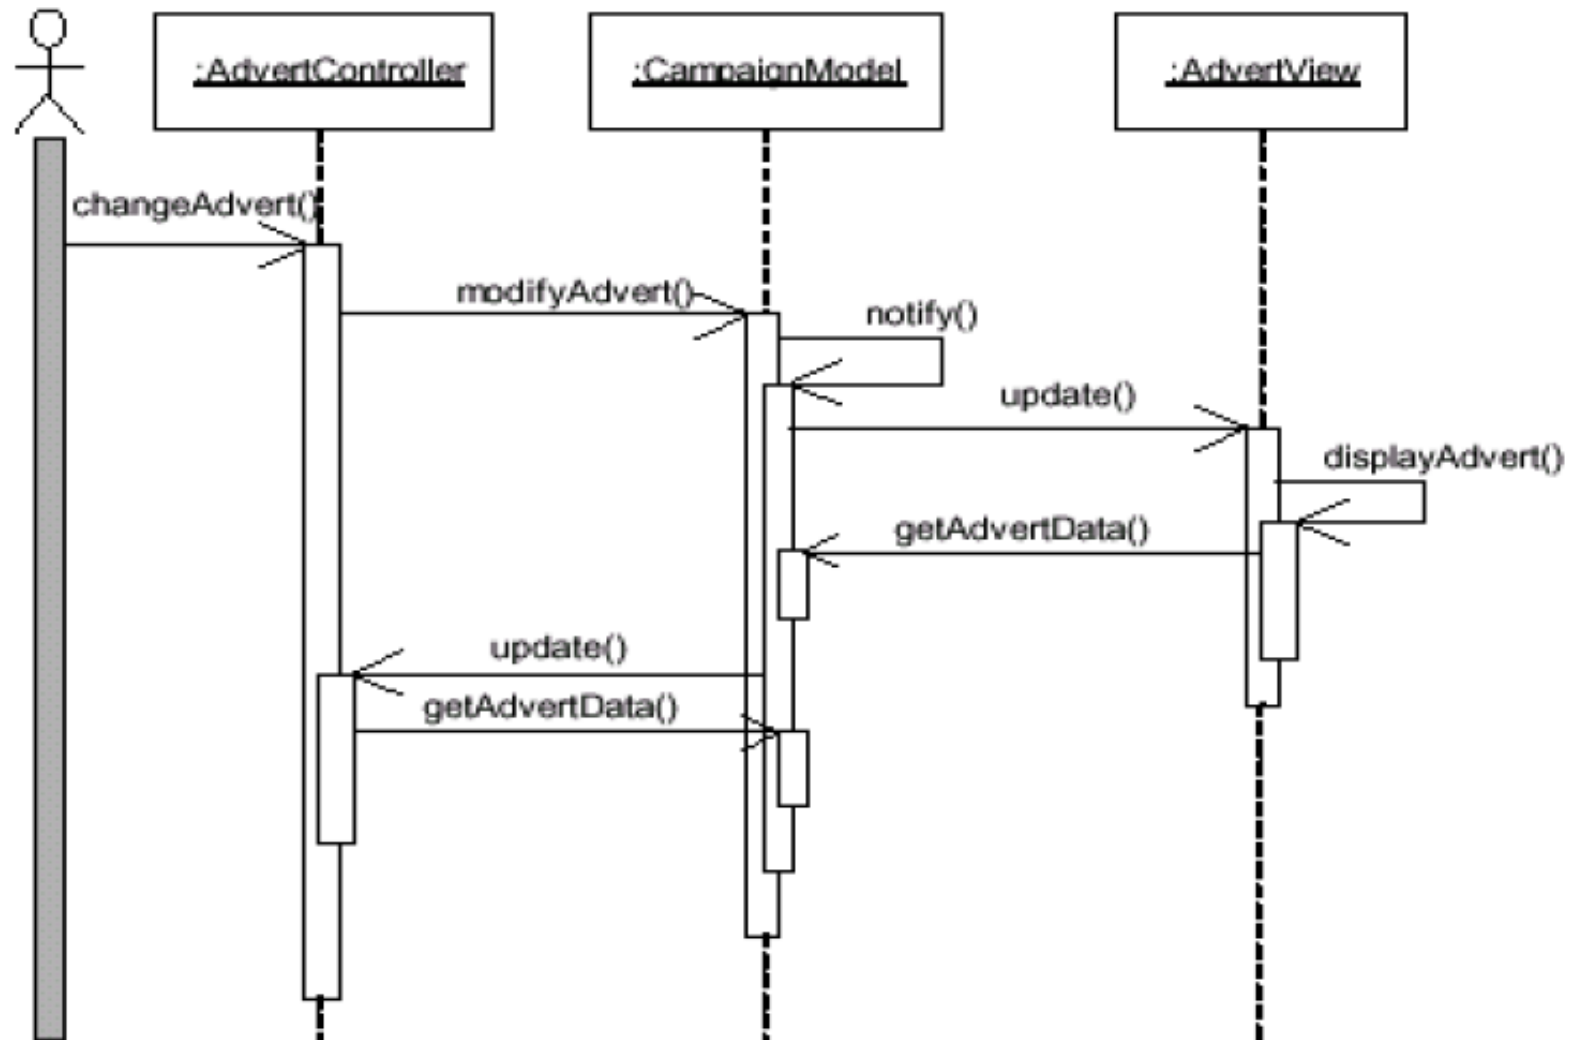 :AdvertController
:CampaignModel
:AdvertView
changeAdvert()
modifyAdvert()
notify()
update()
displayAdvert()
getAdvertData()
update()
getAdvertData()